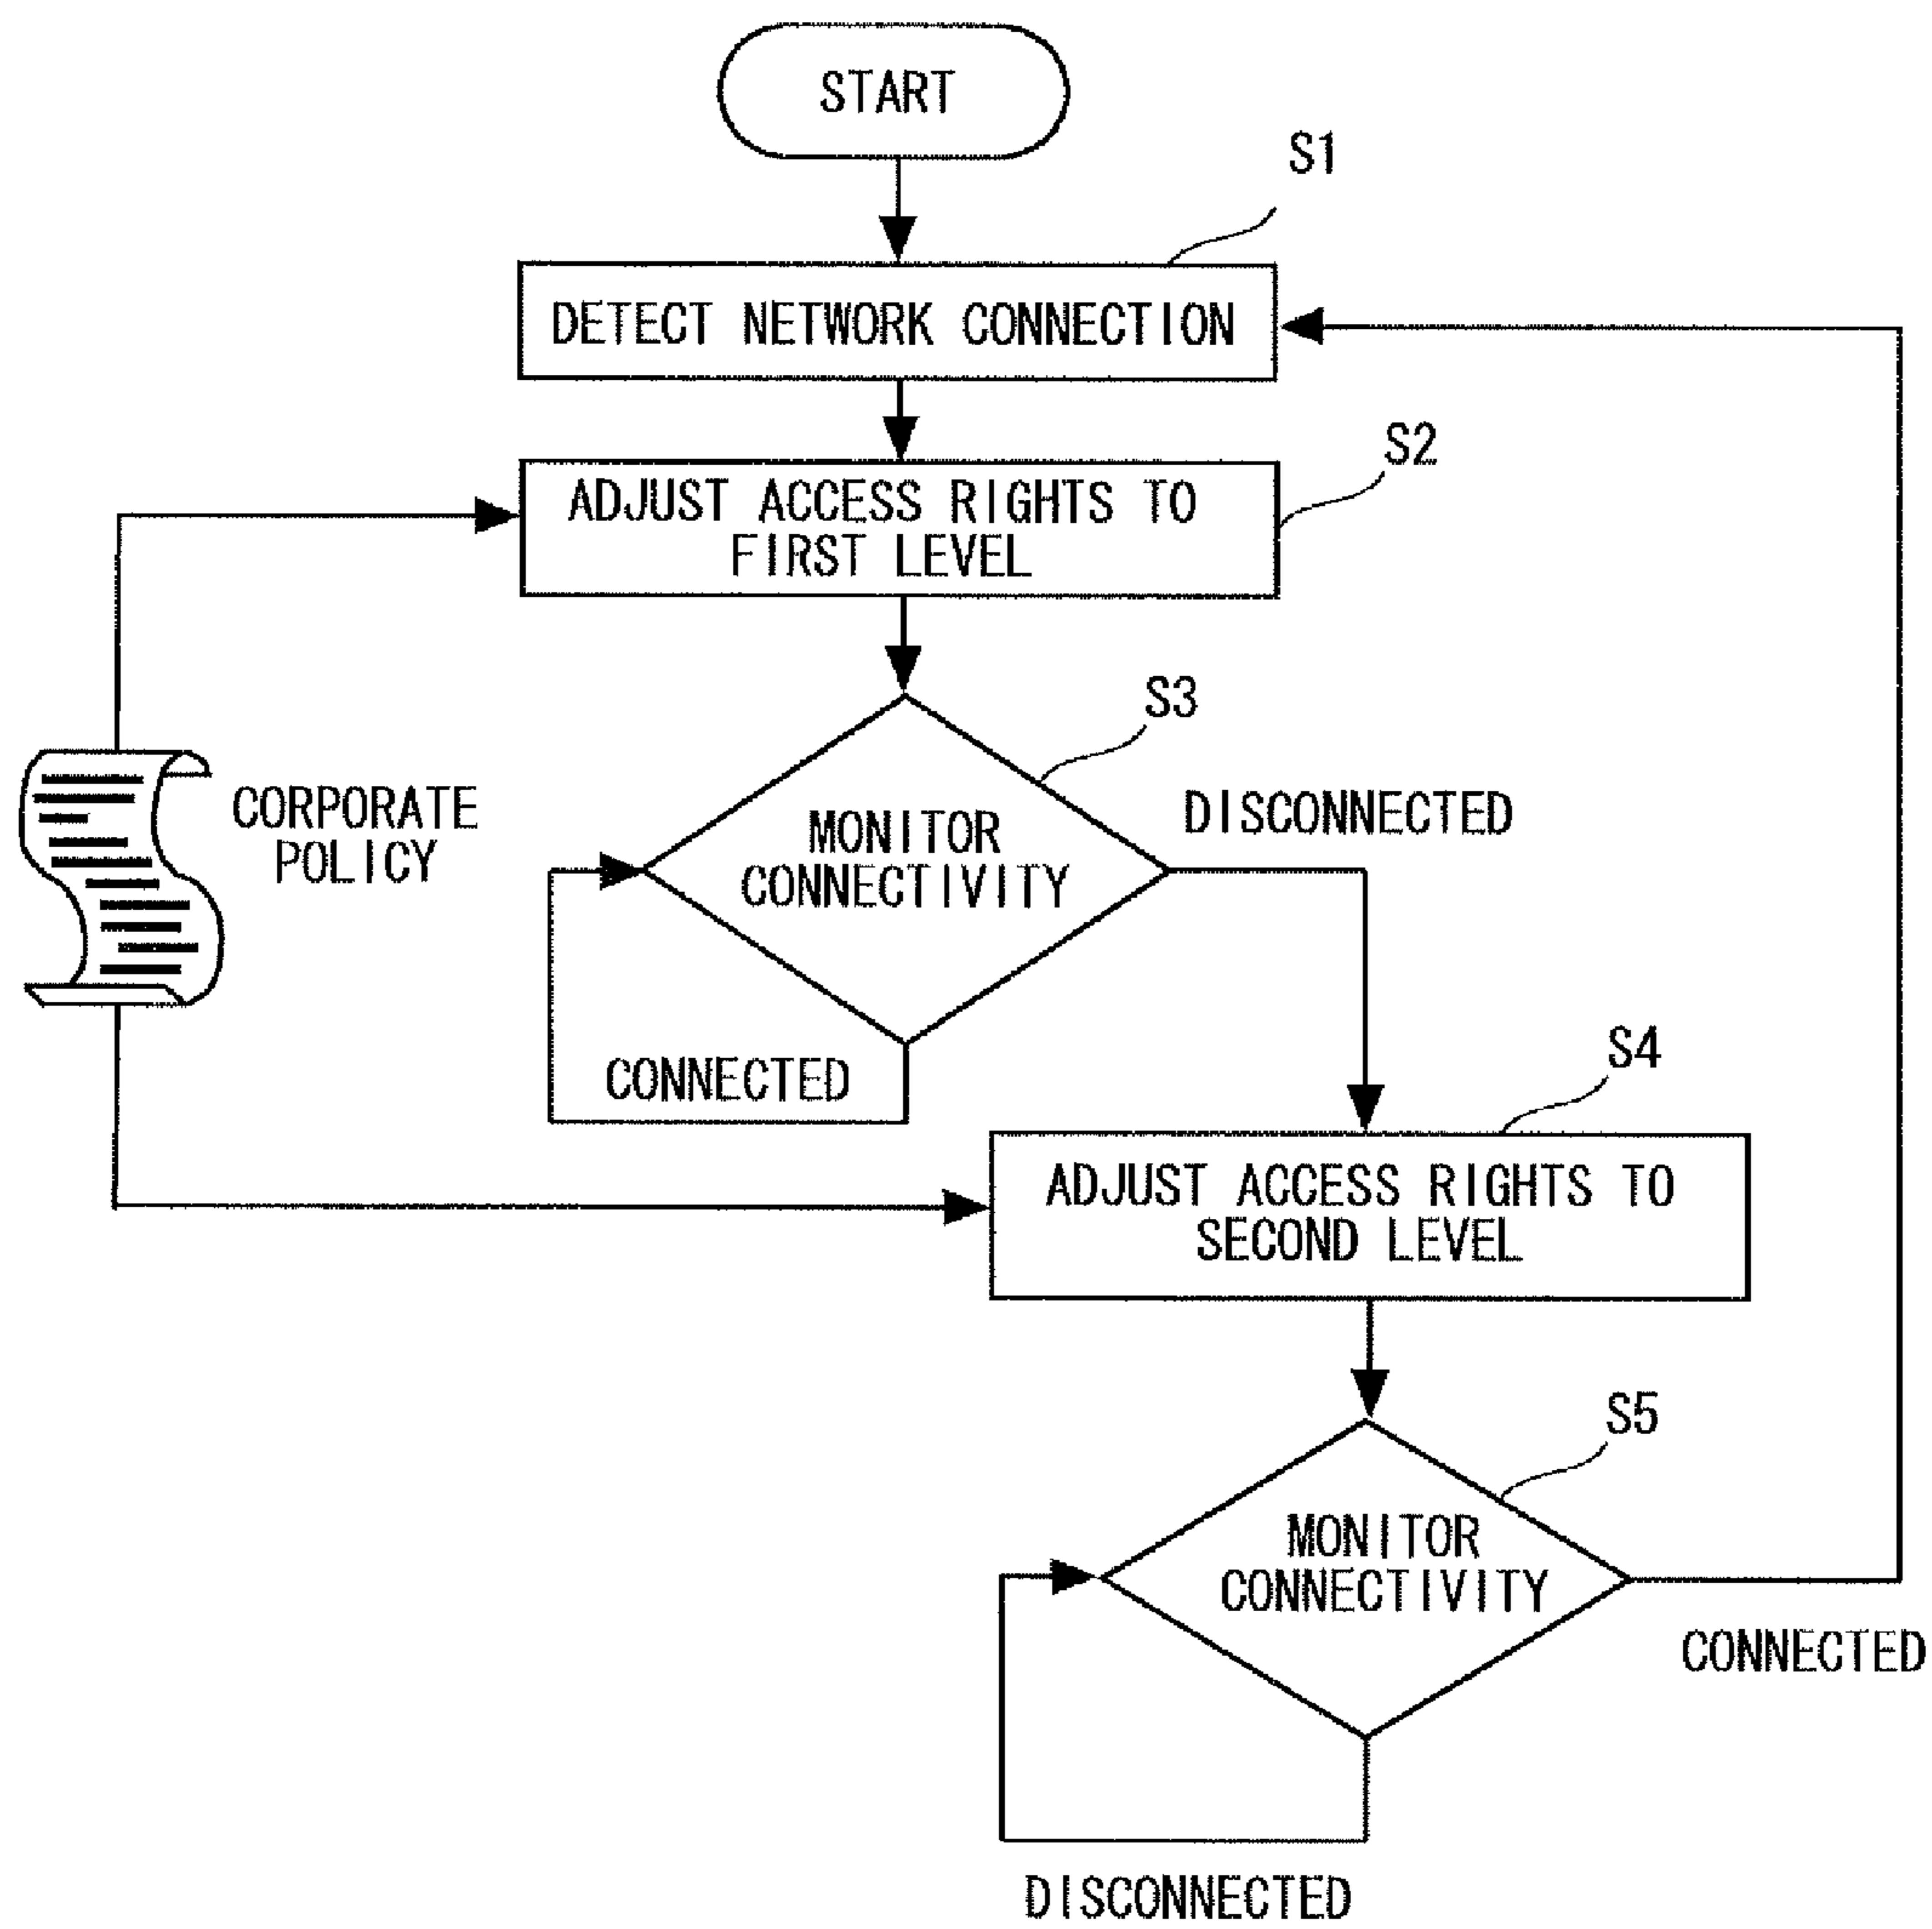 START
S1
DETECT NETWORK CONNECTION
S2
ADJUST ACCESS RIGHTS TO
FIRST LEVEL
S3
CORPORATE
POLICY
MONITOR
CONNECTIVITY
DISCONNECTED
CONNECTED
S4
ADJUST ACCESS RIGHTS TO
SECOND LEVEL
S5
MONITOR
CONNECTIVITY
CONNECTED
DISCONNECTED